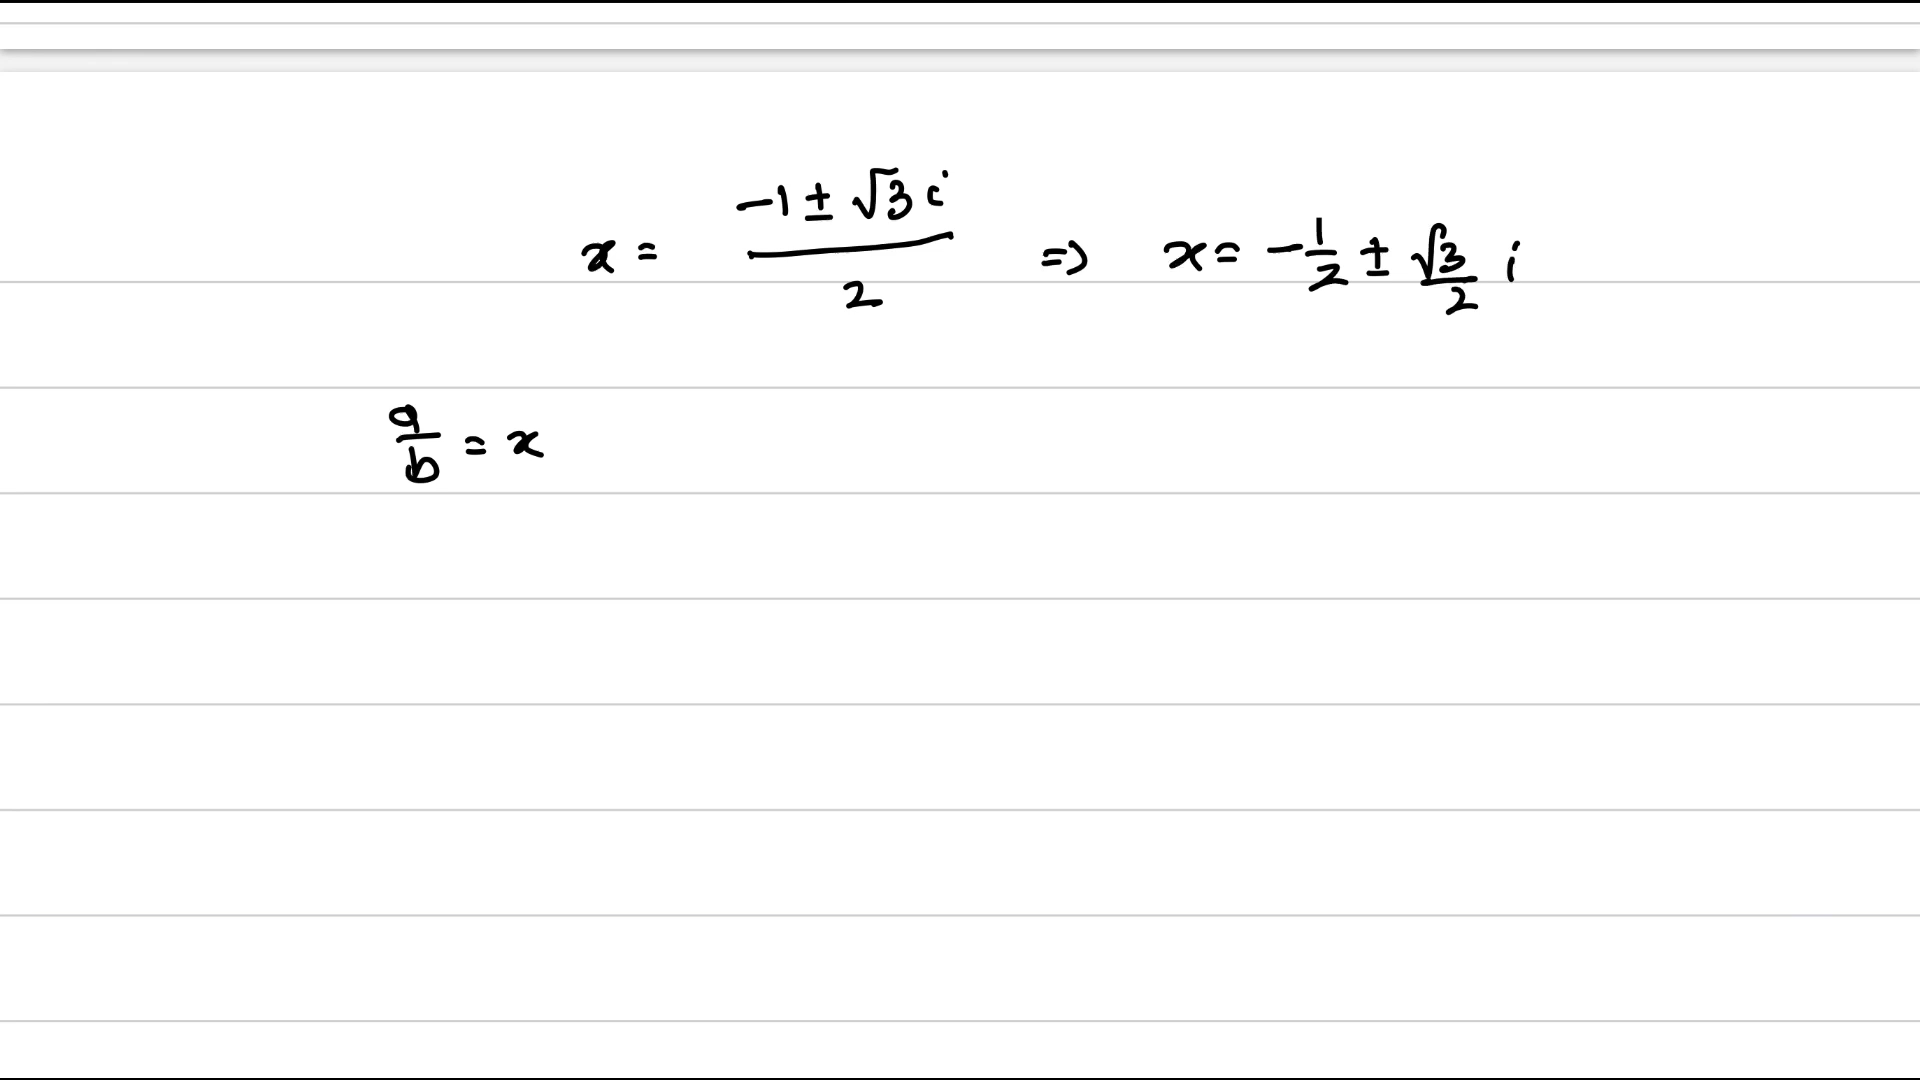 x = (-1 ± √3 i)/2 ⇒ x = -1/2 ± √3/2 i
a/b = x